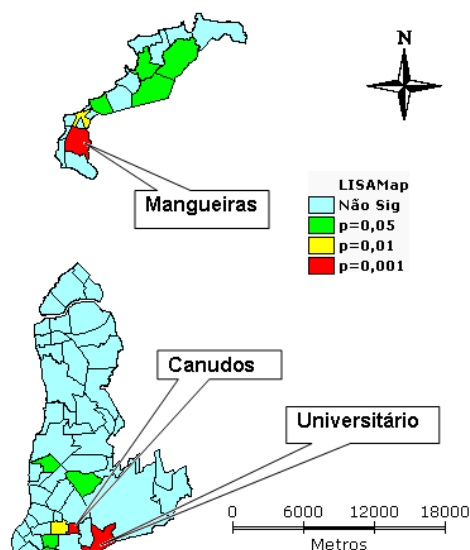 N
Mangueiras
LISAMap
Não Sig
p=0,05
p=0,01
p=0,001
Canudos
Universitário
0 6000 12000 18000
Metros